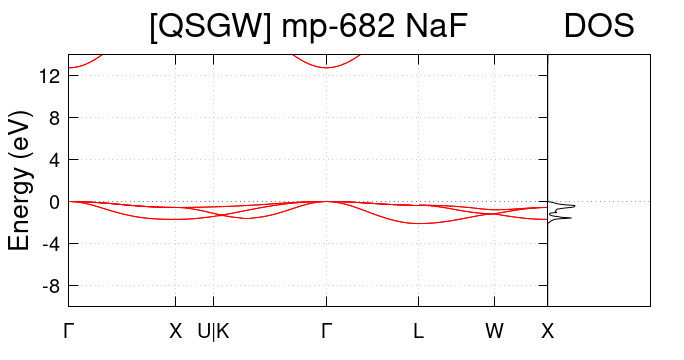 [QSGW] mp-682 NaF
DOS
Energy (eV)
12
8
4
0
-4
-8
Γ X U|K Γ L W X